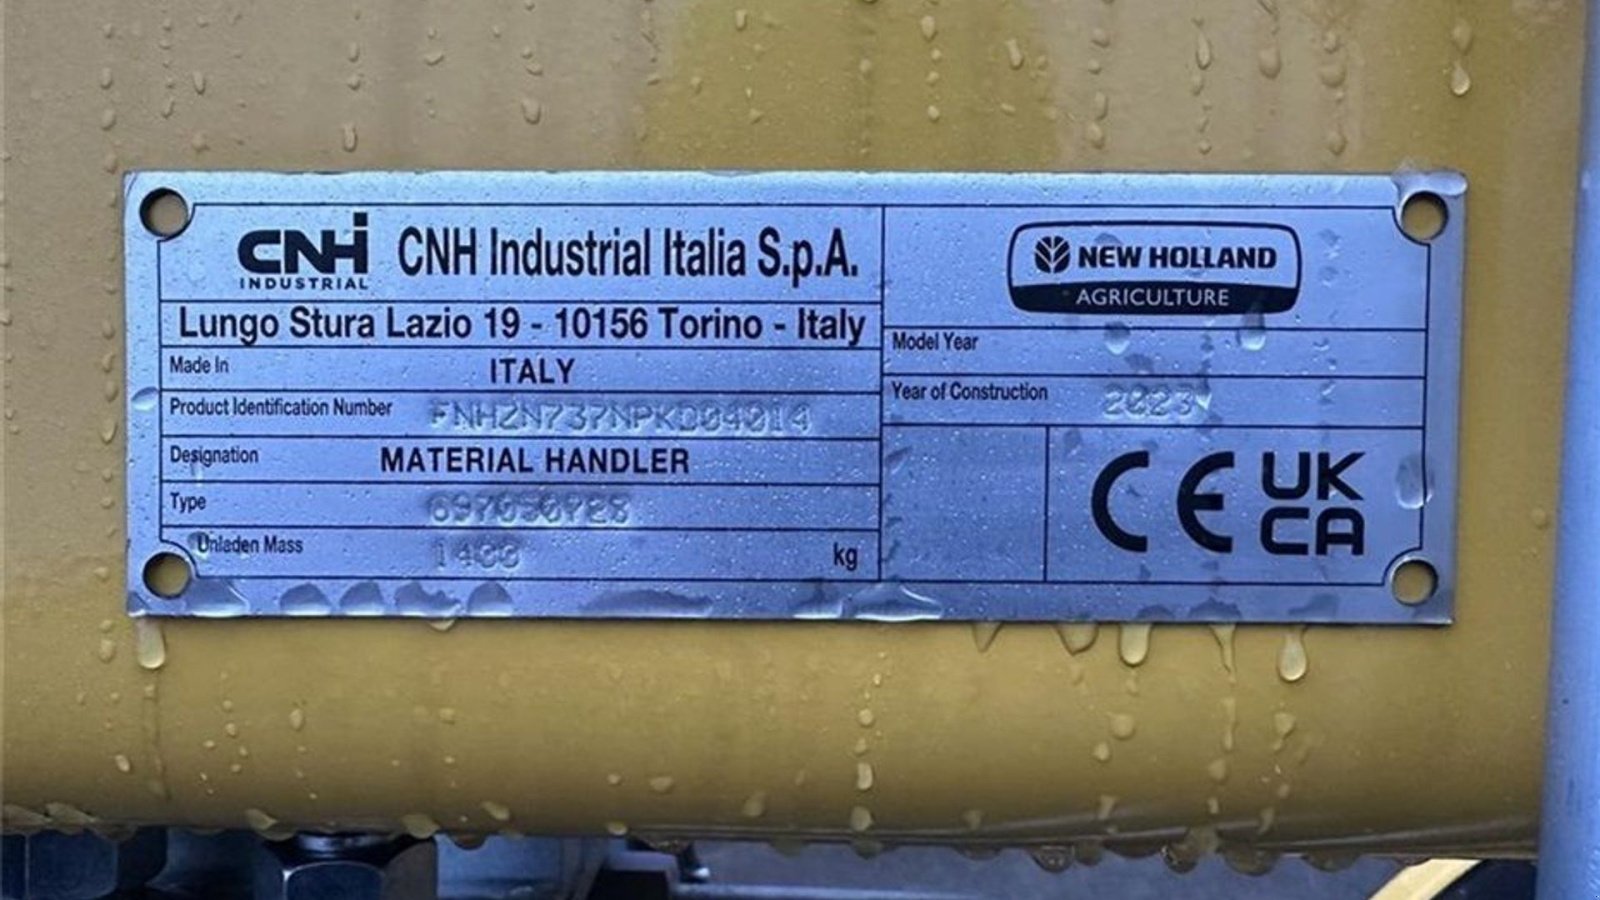 CNH INDUSTRIAL CNH Industrial Italia S.p.A.
Lungo Stura Lazio 19 - 10156 Torino - Italy
Made In ITALY
Product Identification Number
Designation MATERIAL HANDLER
Type
Unladen Mass 1400 kg
NEW HOLLAND
AGRICULTURE
Model Year
Year of Construction 2023
CE UK
CA